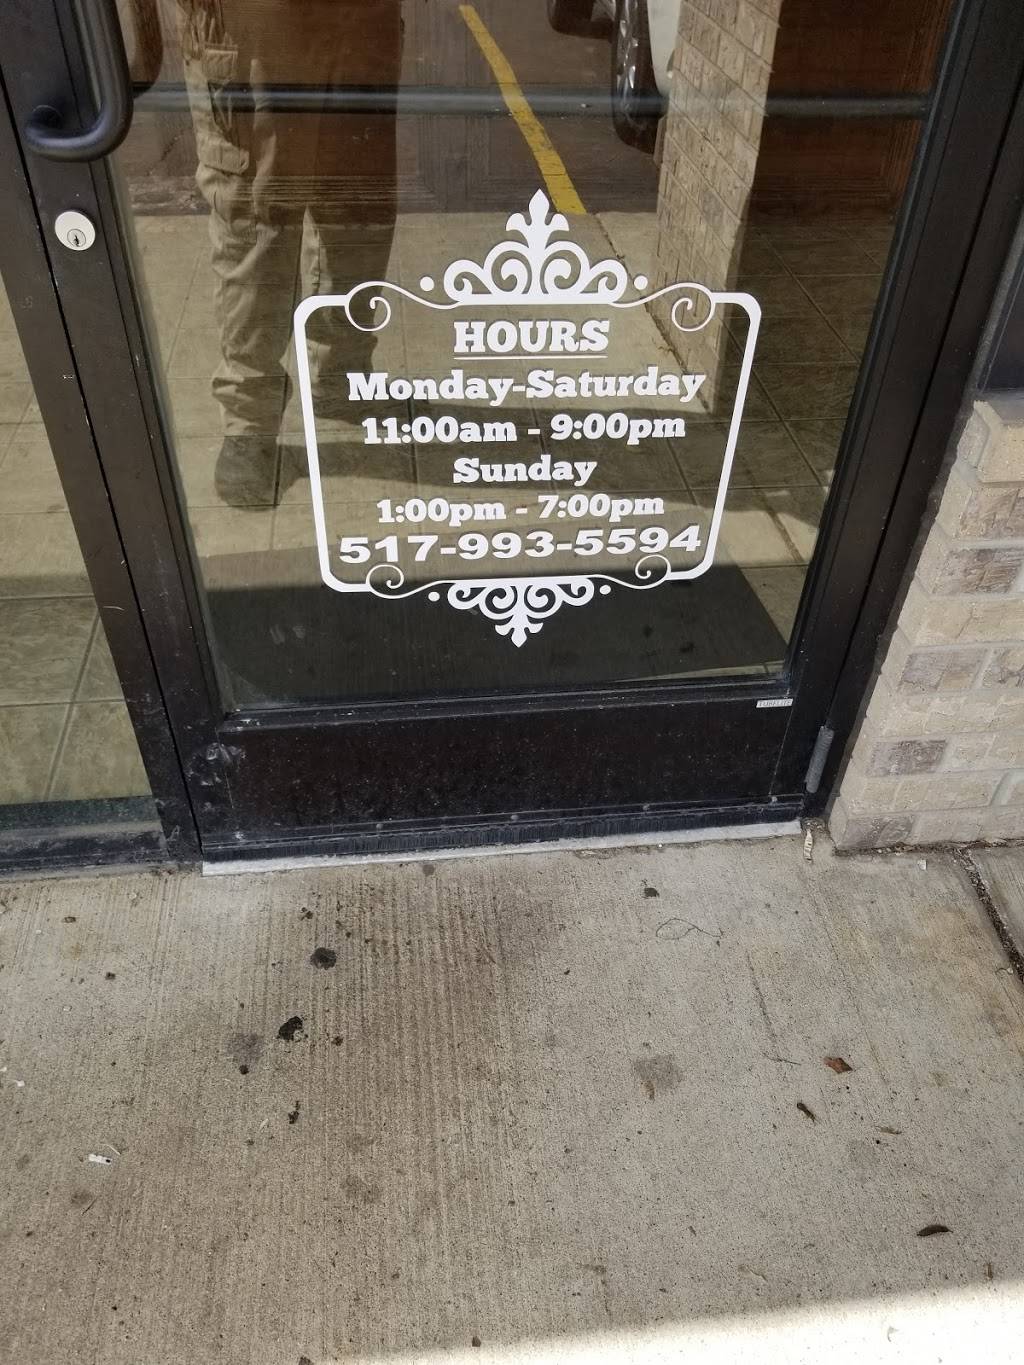 HOURS
Monday-Saturday
11:00am - 9:00pm
Sunday
1:00pm - 7:00pm
517-993-5594